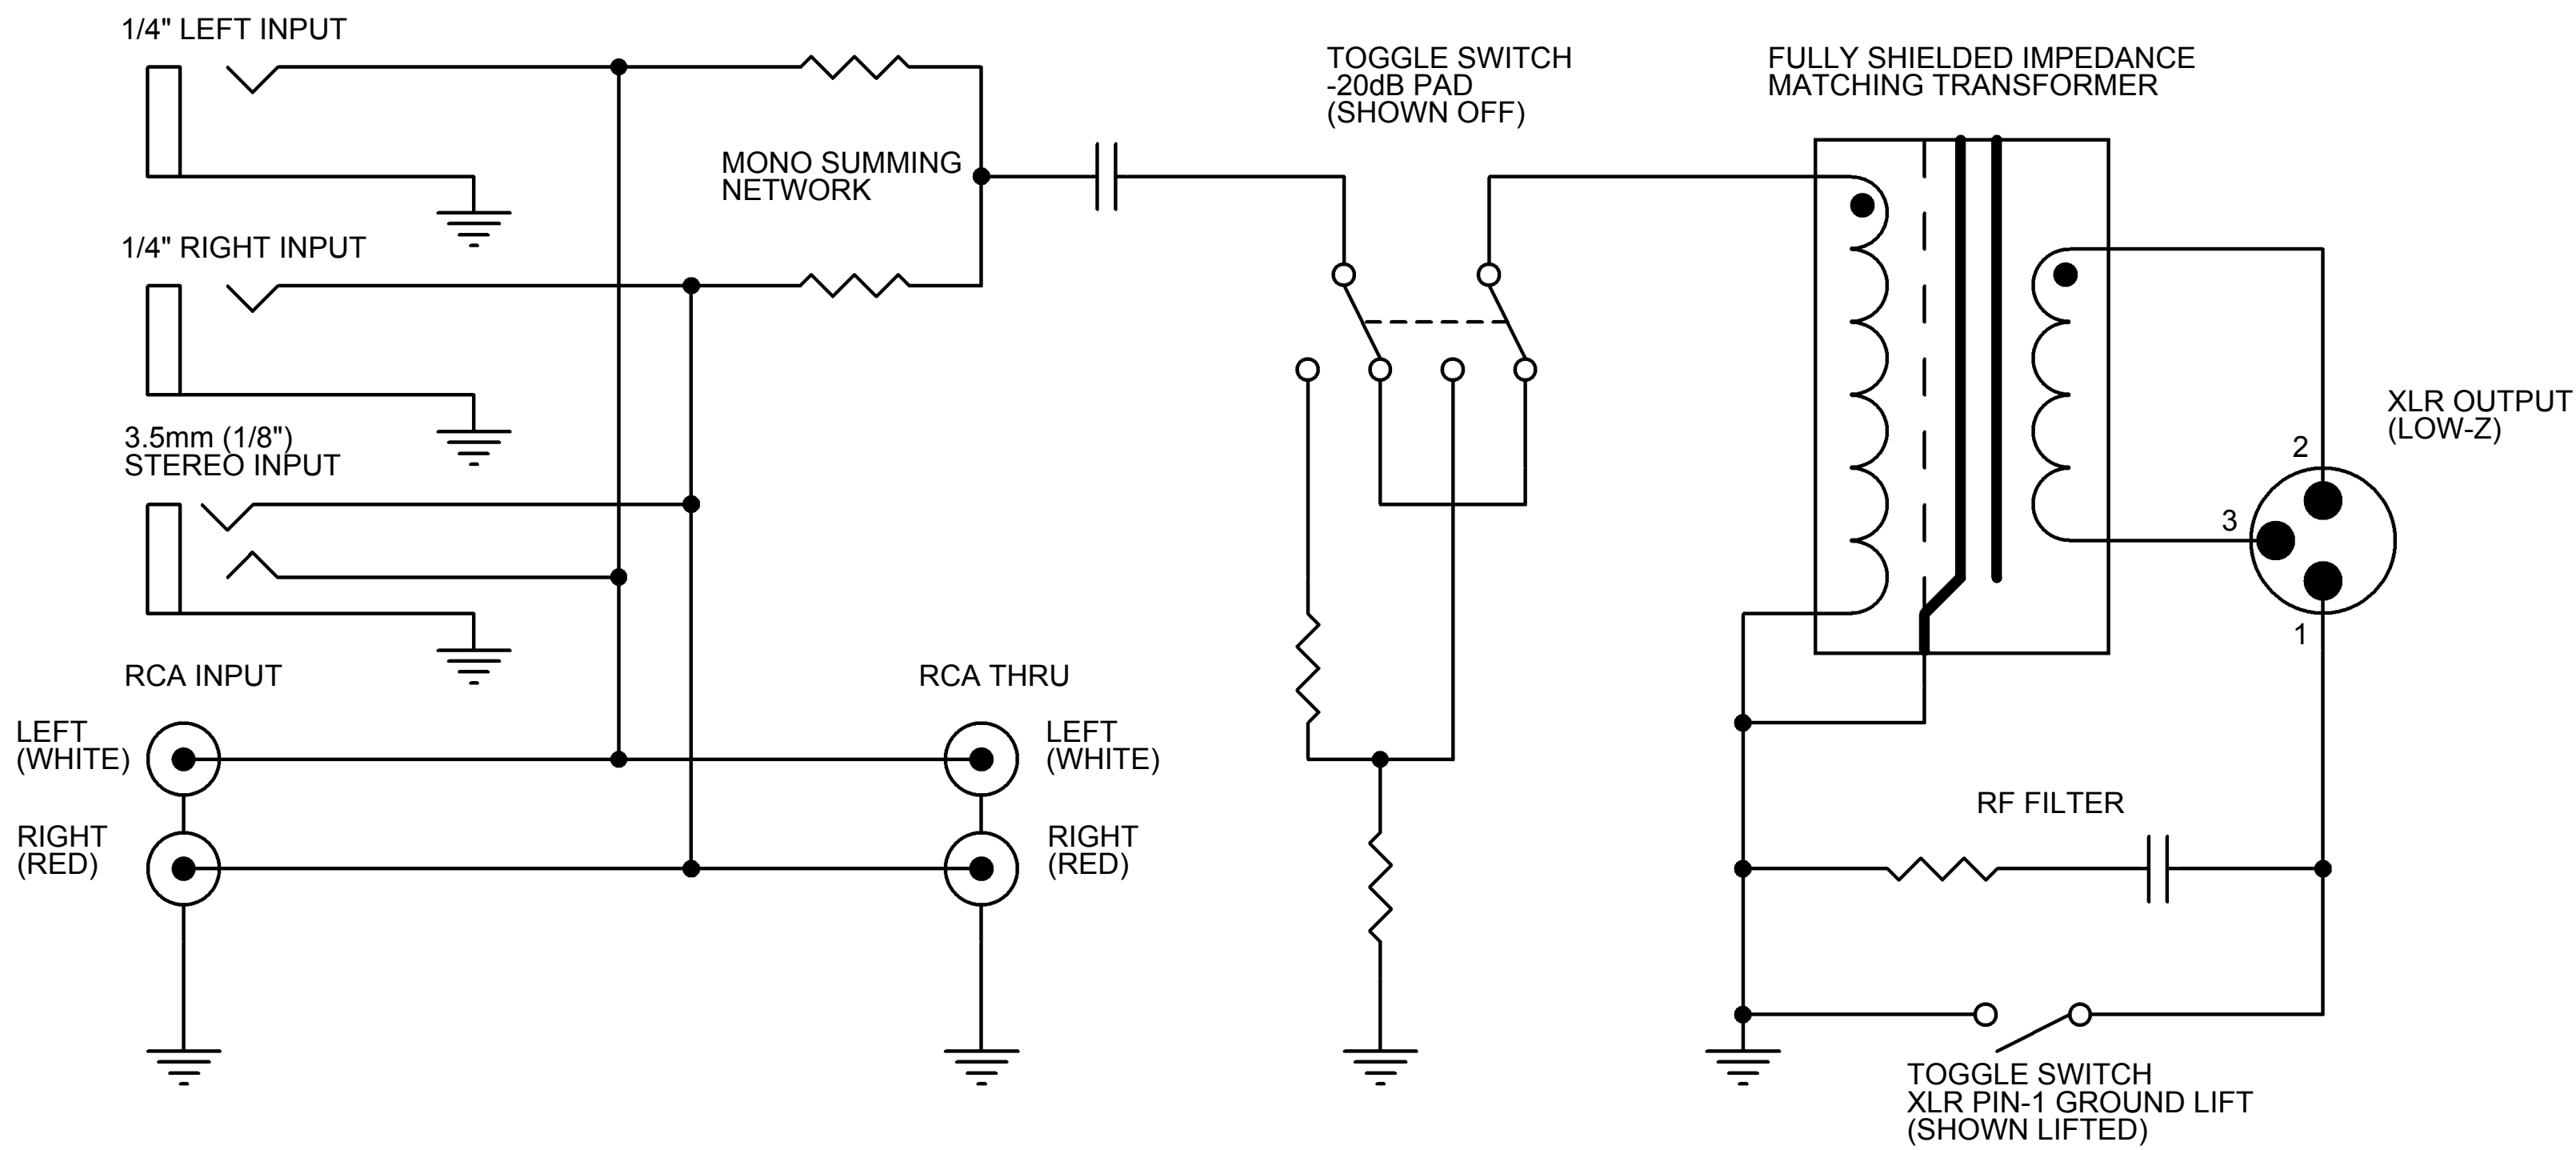 1/4" LEFT INPUT
1/4" RIGHT INPUT
3.5mm (1/8")
STEREO INPUT
RCA INPUT
LEFT
(WHITE)
RIGHT
(RED)
MONO SUMMING
NETWORK
RCA THRU
LEFT
(WHITE)
RIGHT
(RED)
TOGGLE SWITCH
-20dB PAD
(SHOWN OFF)
FULLY SHIELDED IMPEDANCE
MATCHING TRANSFORMER
XLR OUTPUT
(LOW-Z)
2
3
1
RF FILTER
TOGGLE SWITCH
XLR PIN-1 GROUND LIFT
(SHOWN LIFTED)